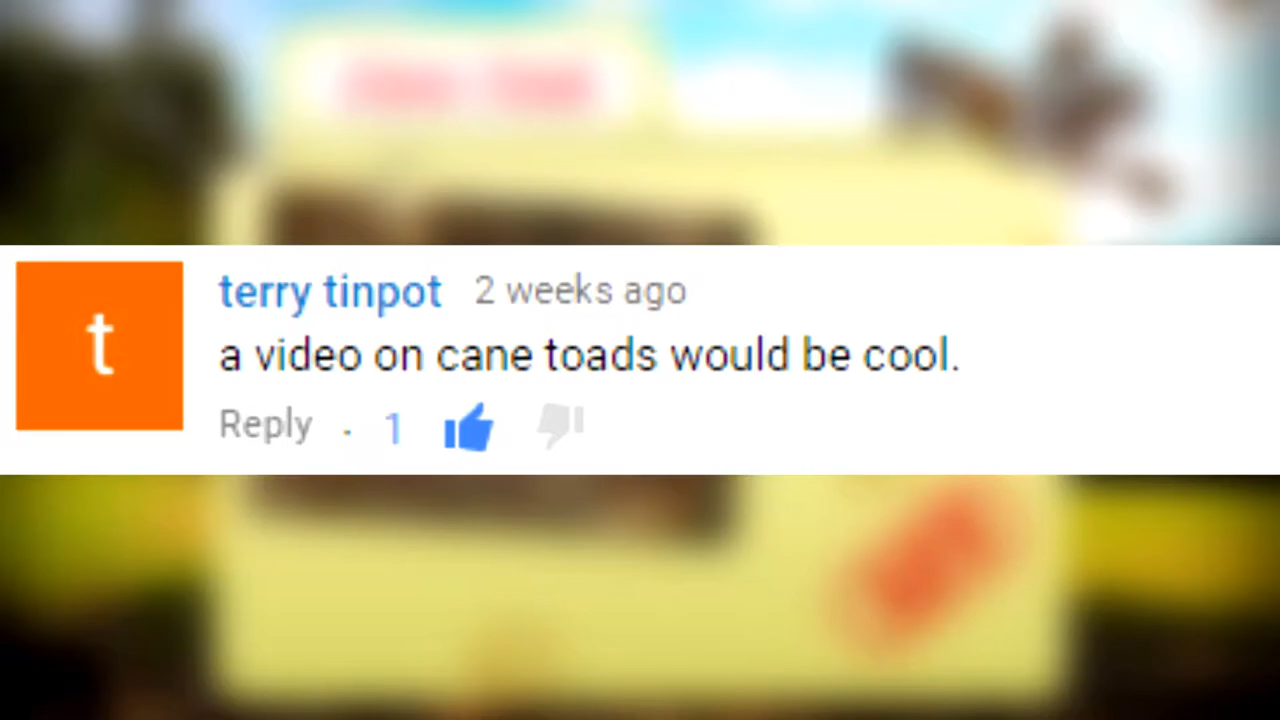 t
terry tinpot 2 weeks ago
a video on cane toads would be cool.
Reply · 1